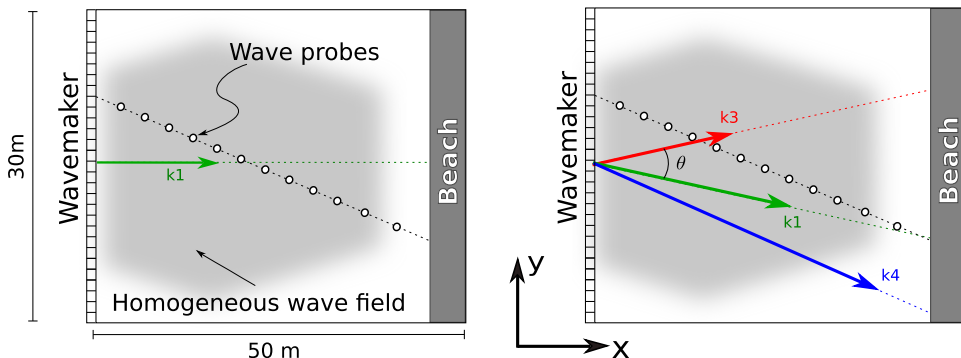 30m
Wavemaker
Wave probes
k1
Homogeneous wave field
Beach
50 m
Wavemaker
k3
θ
k1
k4
Beach
y
x